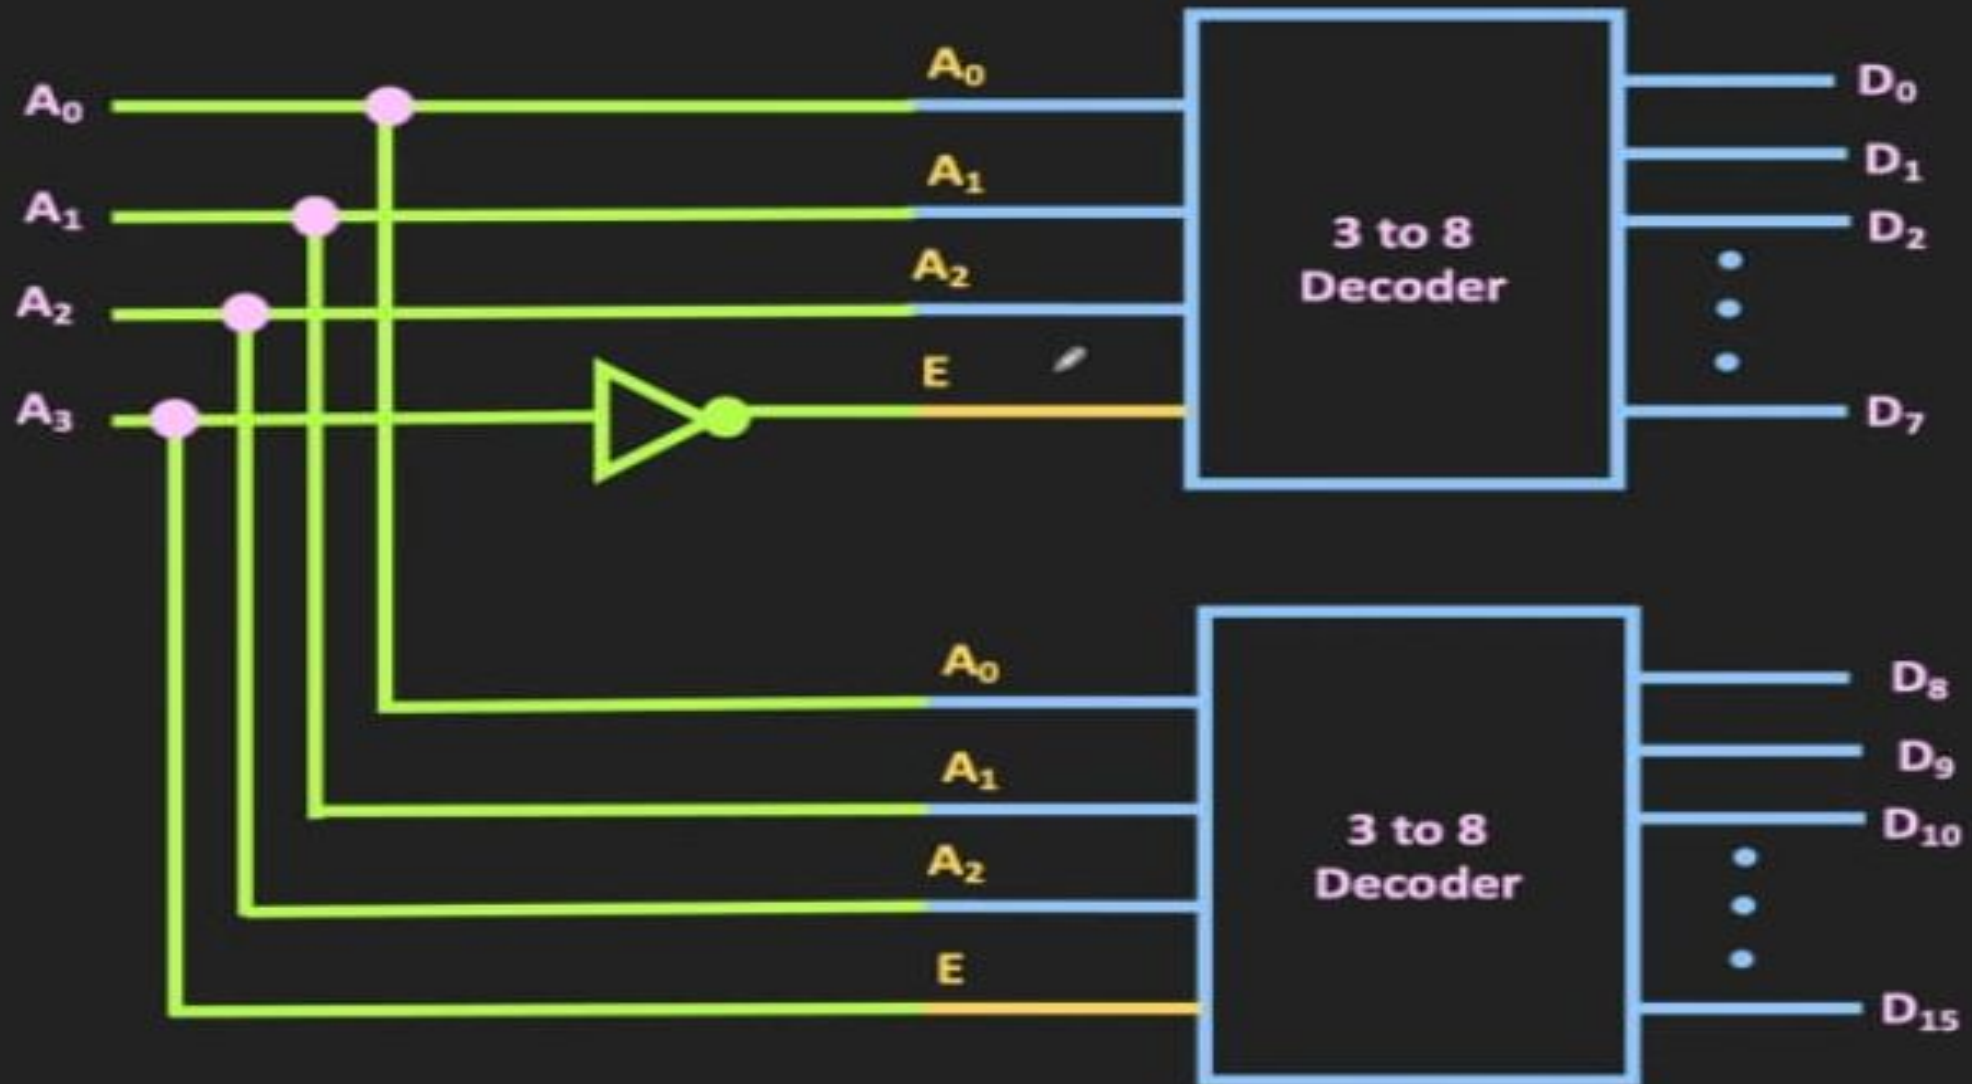 A₀
A₁
A₂
A₃
A₀
A₁
A₂
E
3 to 8
Decoder
D₀
D₁
D₂
D₇
A₀
A₁
A₂
E
3 to 8
Decoder
D₈
D₉
D₁₀
D₁₅